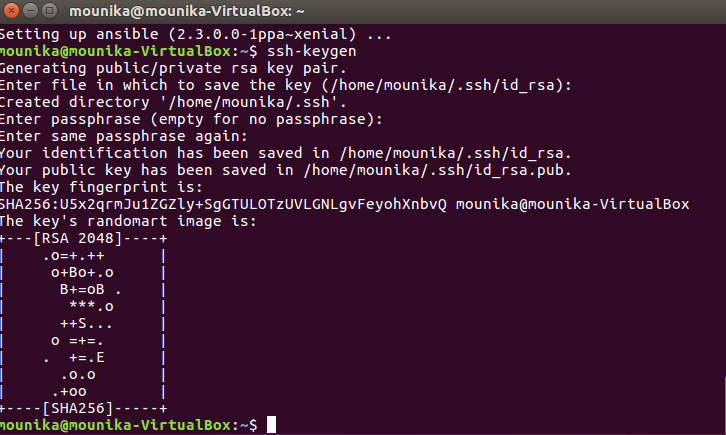 mounika@mounika-VirtualBox: ~
Setting up ansible (2.3.0.0-1ppa~xenial) ...
mounika@mounika-VirtualBox:~$ ssh-keygen
Generating public/private rsa key pair.
Enter file in which to save the key (/home/mounika/.ssh/id_rsa):
Created directory '/home/mounika/.ssh'.
Enter passphrase (empty for no passphrase):
Enter same passphrase again:
Your identification has been saved in /home/mounika/.ssh/id_rsa.
Your public key has been saved in /home/mounika/.ssh/id_rsa.pub.
The key fingerprint is:
SHA256:U5x2qrmJu1ZGZly+SgGTULOTzUVLGNLgvFeyohXnbvQ mounika@mounika-VirtualBox
The key's randomart image is:
+---[RSA 2048]----+
|    .o=+.++      |
|     o+Bo+.o     |
|      B+=oB .    |
|       ***.o     |
|      ++S...     |
|     o =+=.      |
|    .  +=.E      |
|      .o.o       |
|     .+oo        |
+----[SHA256]-----+
mounika@mounika-VirtualBox:~$